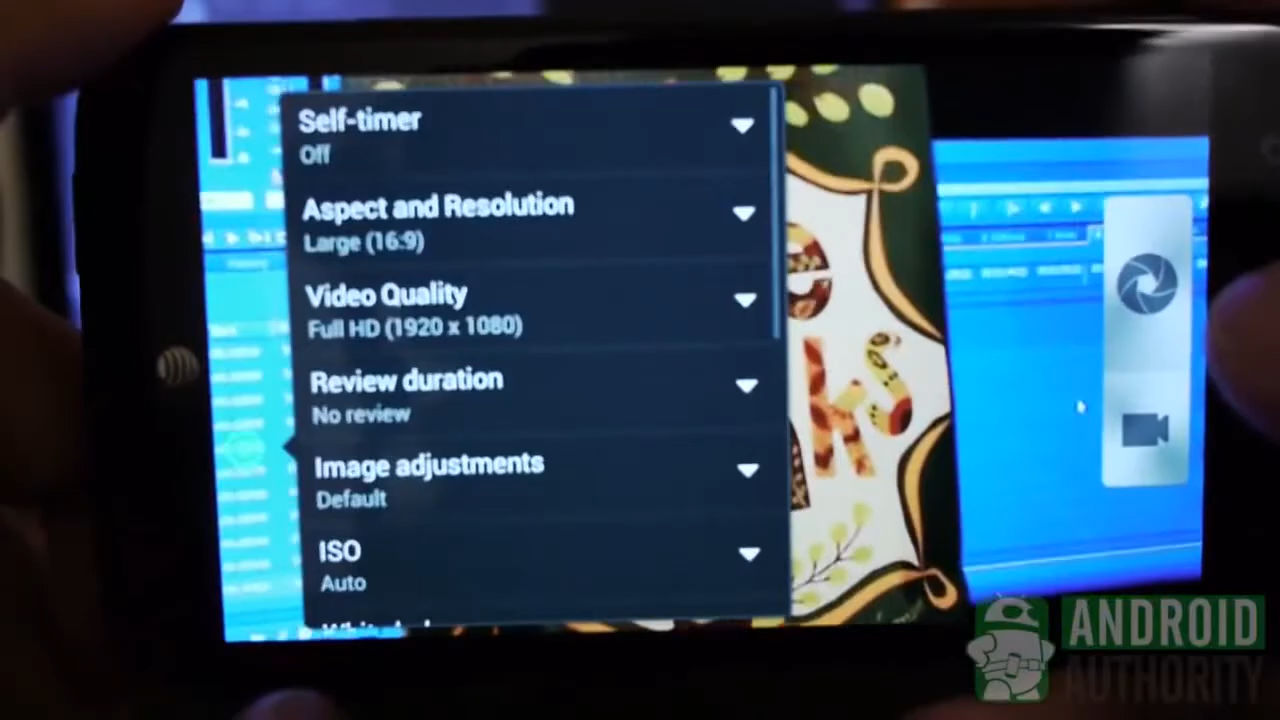 Self-timer
Off
Aspect and Resolution
Large (16:9)
Video Quality
Full HD (1920 x 1080)
Review duration
No review
Image adjustments
Default
ISO
Auto
ks
ANDROID
AUTHORITY